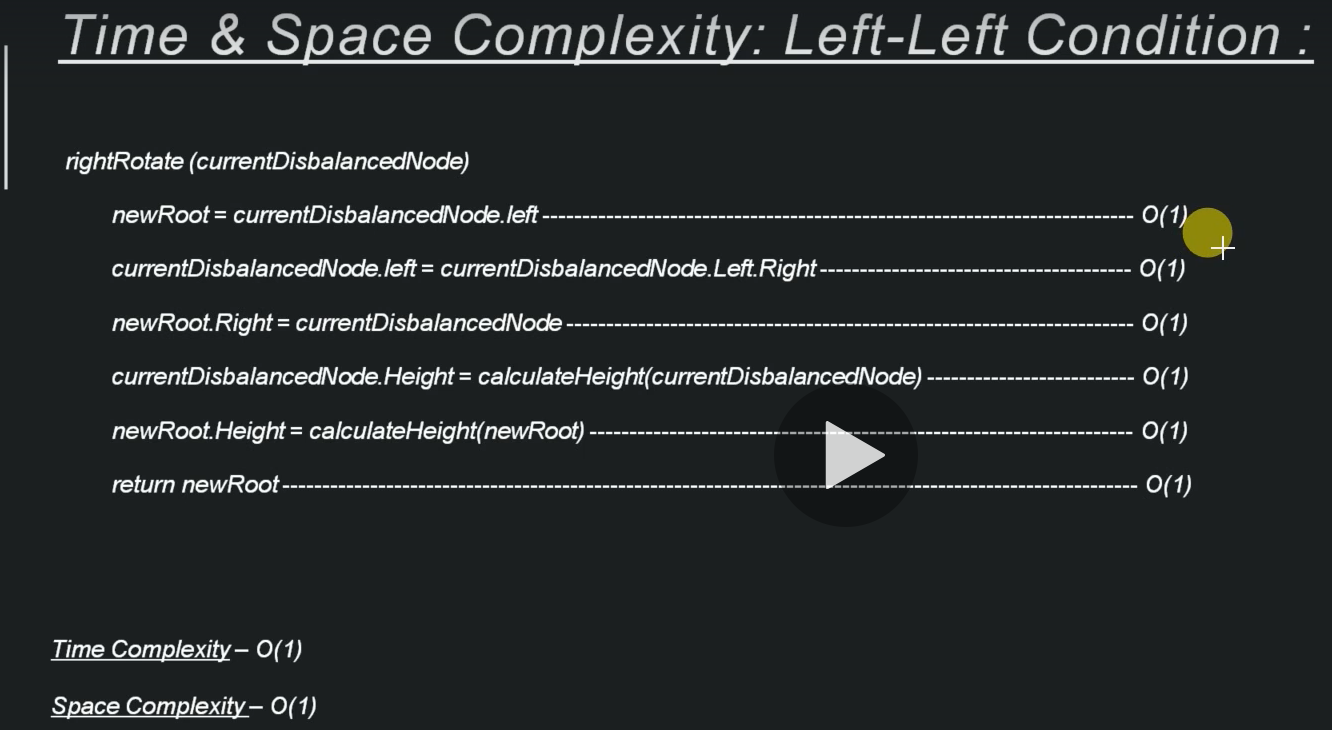 Time & Space Complexity: Left-Left Condition :
rightRotate (currentDisbalancedNode)
newRoot = currentDisbalancedNode.left ---------------------------------------------------------------------------- O(1)
currentDisbalancedNode.left = currentDisbalancedNode.Left.Right --------------------------------------- O(1)
newRoot.Right = currentDisbalancedNode ----------------------------------------------------------------------- O(1)
currentDisbalancedNode.Height = calculateHeight(currentDisbalancedNode) -------------------------- O(1)
newRoot.Height = calculateHeight(newRoot) -------------------------------------------------------------------- O(1)
return newRoot ----------------------------------------------------------------------------------------------------------- O(1)
Time Complexity – O(1)
Space Complexity – O(1)